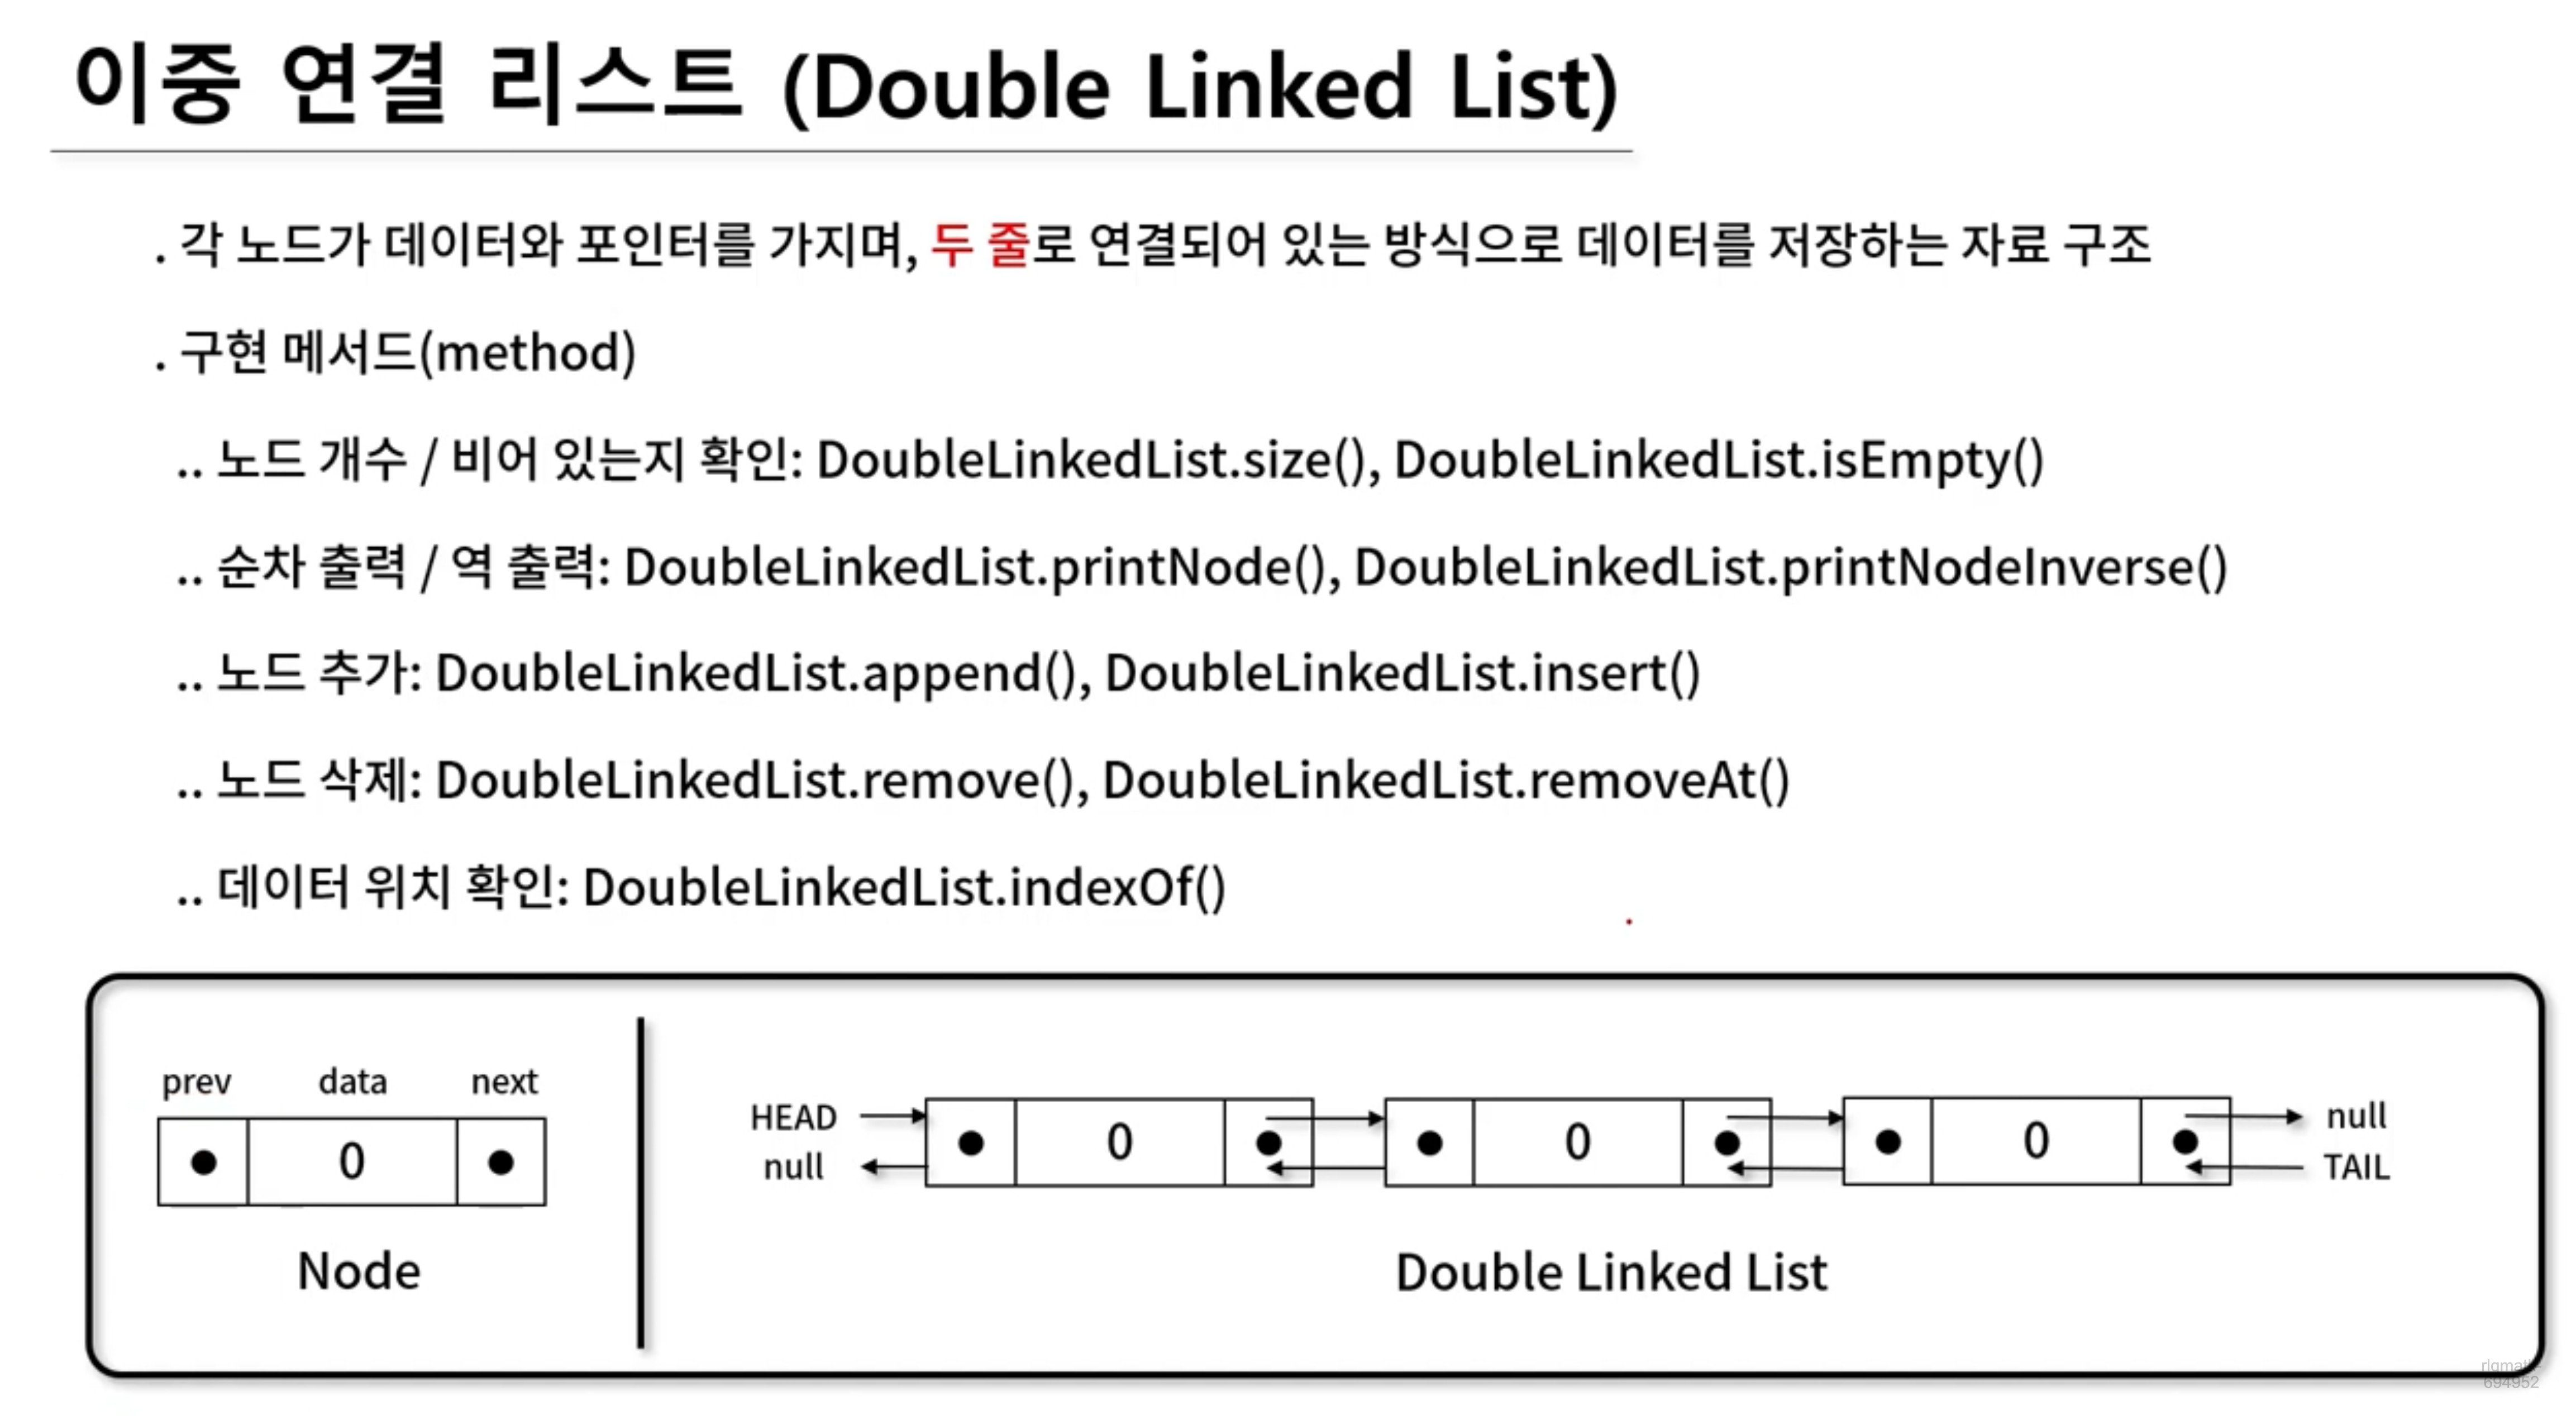 이중 연결 리스트 (Double Linked List)
. 각 노드가 데이터와 포인터를 가지며, 두 줄로 연결되어 있는 방식으로 데이터를 저장하는 자료 구조
. 구현 메서드(method)
.. 노드 개수 / 비어 있는지 확인: DoubleLinkedList.size(), DoubleLinkedList.isEmpty()
.. 순차 출력 / 역 출력: DoubleLinkedList.printNode(), DoubleLinkedList.printNodeInverse()
.. 노드 추가: DoubleLinkedList.append(), DoubleLinkedList.insert()
.. 노드 삭제: DoubleLinkedList.remove(), DoubleLinkedList.removeAt()
.. 데이터 위치 확인: DoubleLinkedList.indexOf()
prev data next
0
Node
HEAD 0 0 0 null
null TAIL
Double Linked List
694952